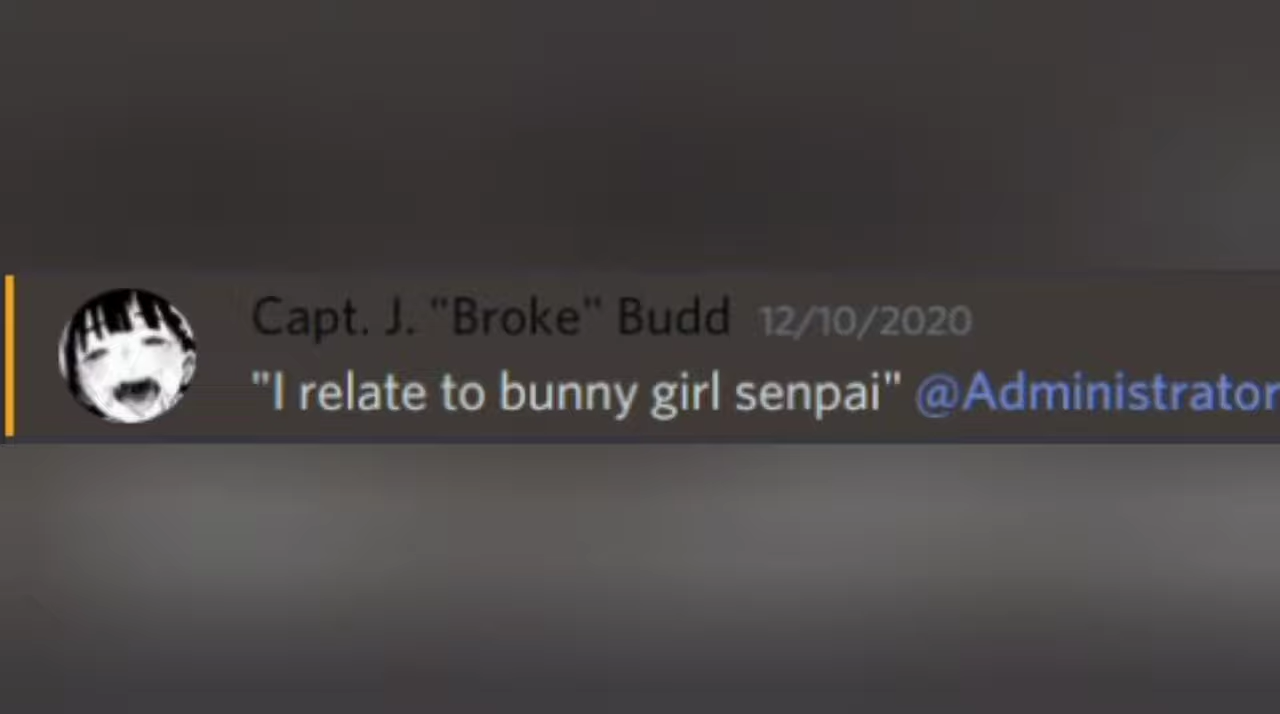 Capt. J. "Broke" Budd 12/10/2020
"I relate to bunny girl senpai" @Administrator